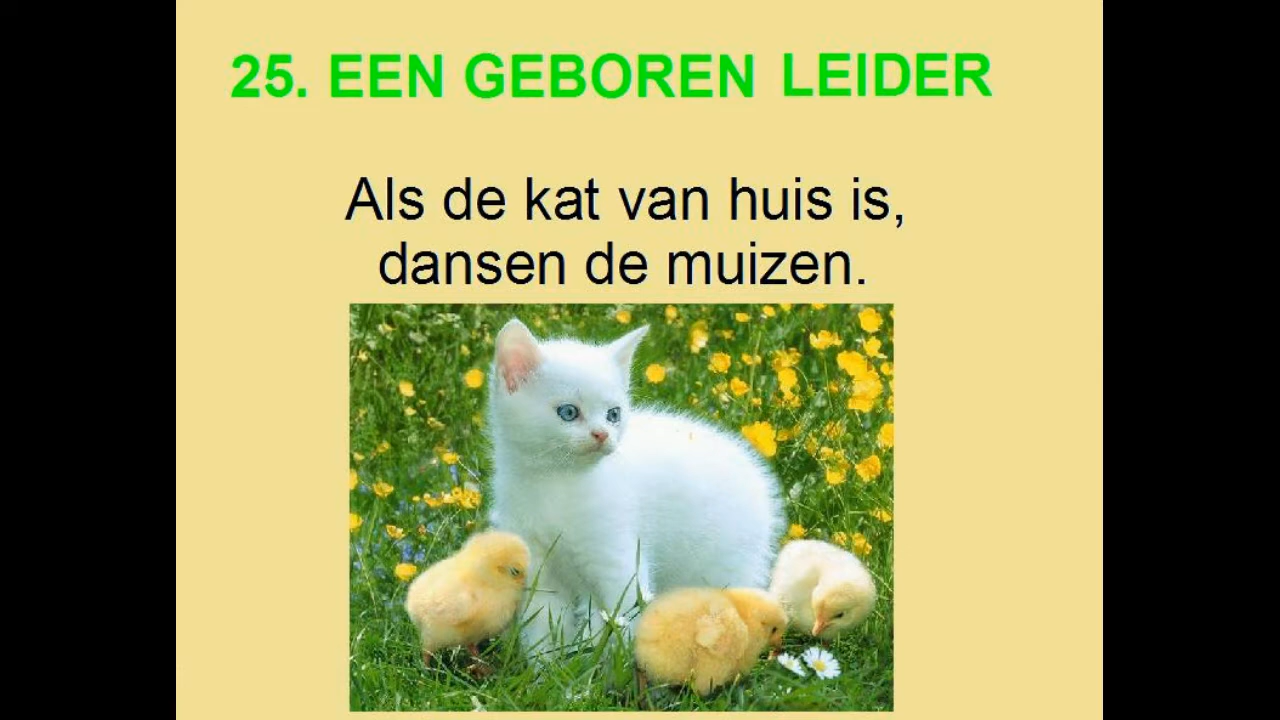 25. EEN GEBOREN LEIDER
Als de kat van huis is,
dansen de muizen.